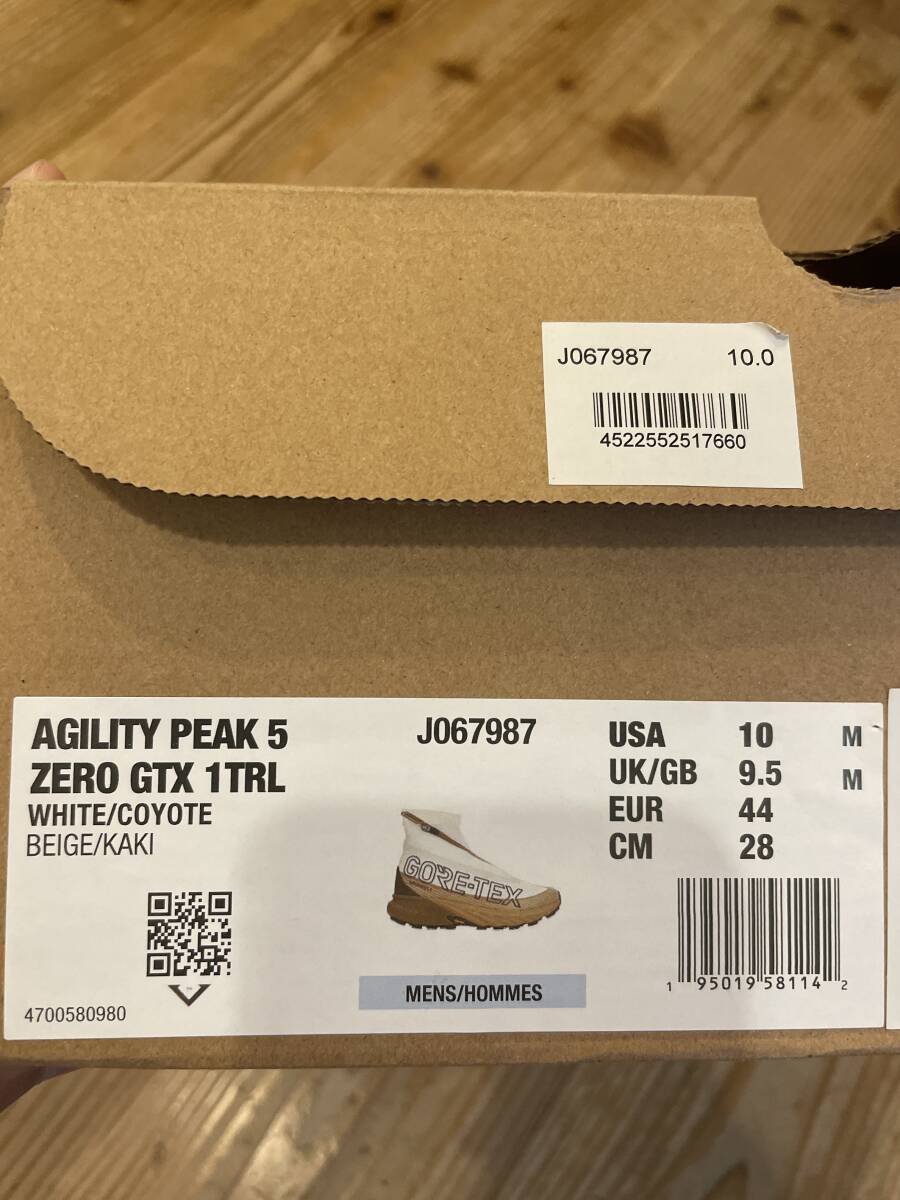 J067987 10.0
4522552517660
AGILITY PEAK 5
ZERO GTX 1TRL
WHITE/COYOTE
BEIGE/KAKI
J067987
USA 10 M
UK/GB 9.5 M
EUR 44
CM 28
GORE-TEX
MENS/HOMMES
4700580980
1 95019 58114 2